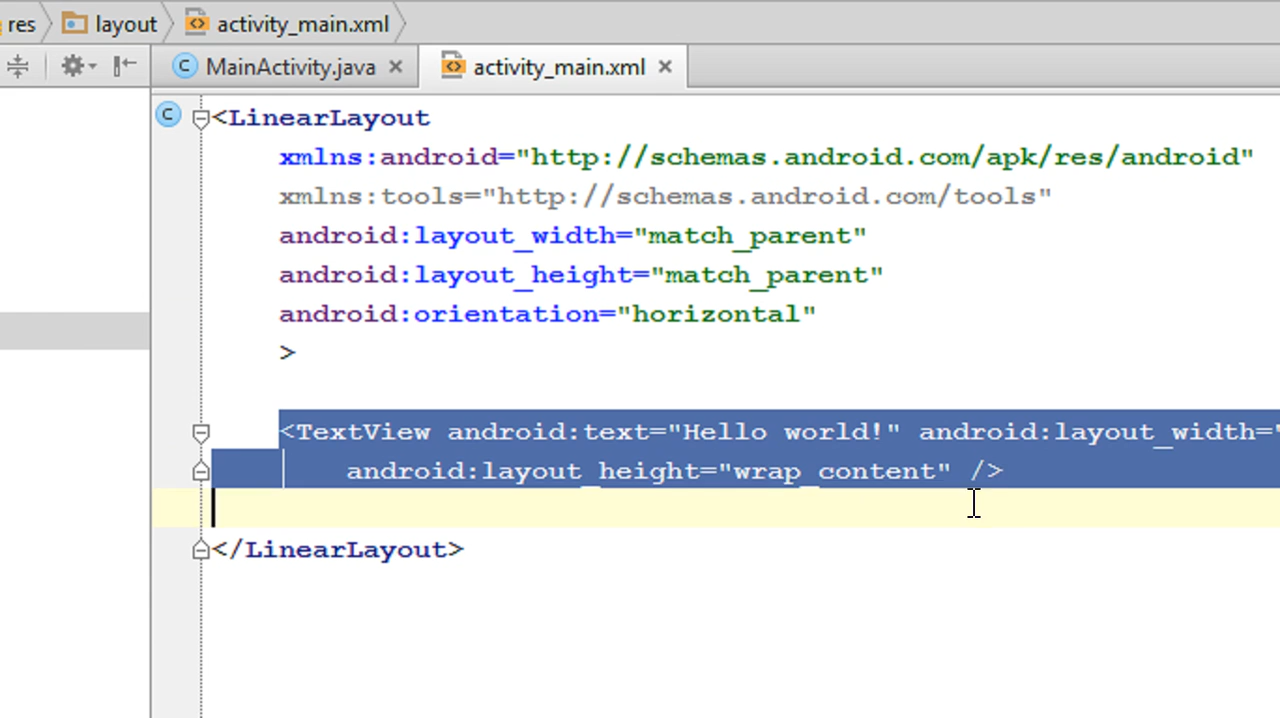 res layout activity_main.xml
MainActivity.java activity_main.xml
<LinearLayout
xmlns:android="http://schemas.android.com/apk/res/android"
xmlns:tools="http://schemas.android.com/tools"
android:layout_width="match_parent"
android:layout_height="match_parent"
android:orientation="horizontal"
>
<TextView android:text="Hello world!" android:layout_width="
android:layout_height="wrap_content" />
</LinearLayout>